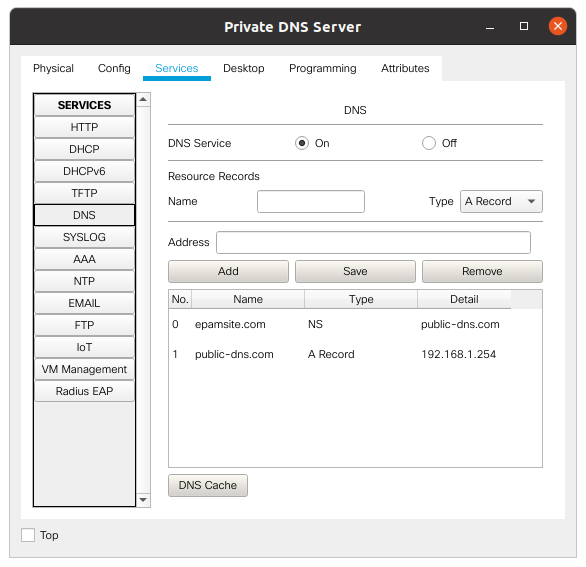 Private DNS Server
Physical Config Services Desktop Programming Attributes
SERVICES
HTTP
DHCP
DHCPv6
TFTP
DNS
SYSLOG
AAA
NTP
EMAIL
FTP
IoT
VM Management
Radius EAP
DNS
DNS Service On Off
Resource Records
Name Type A Record
Address
Add Save Remove
No. Name Type Detail
0 epamsite.com NS public-dns.com
1 public-dns.com A Record 192.168.1.254
DNS Cache
Top